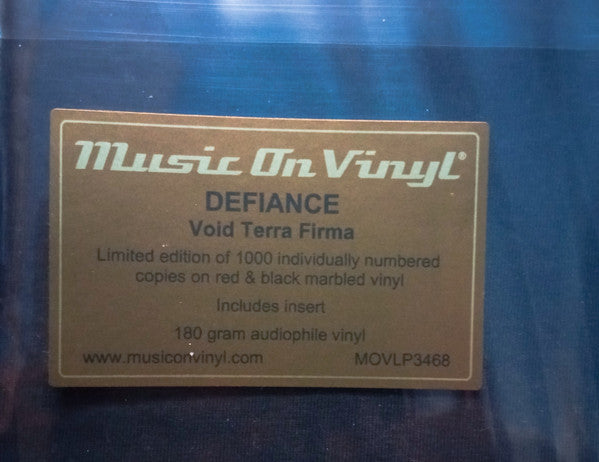 Music On Vinyl®
DEFIANCE
Void Terra Firma
Limited edition of 1000 individually numbered
copies on red & black marbled vinyl
Includes insert
180 gram audiophile vinyl
www.musiconvinyl.com MOVLP3468